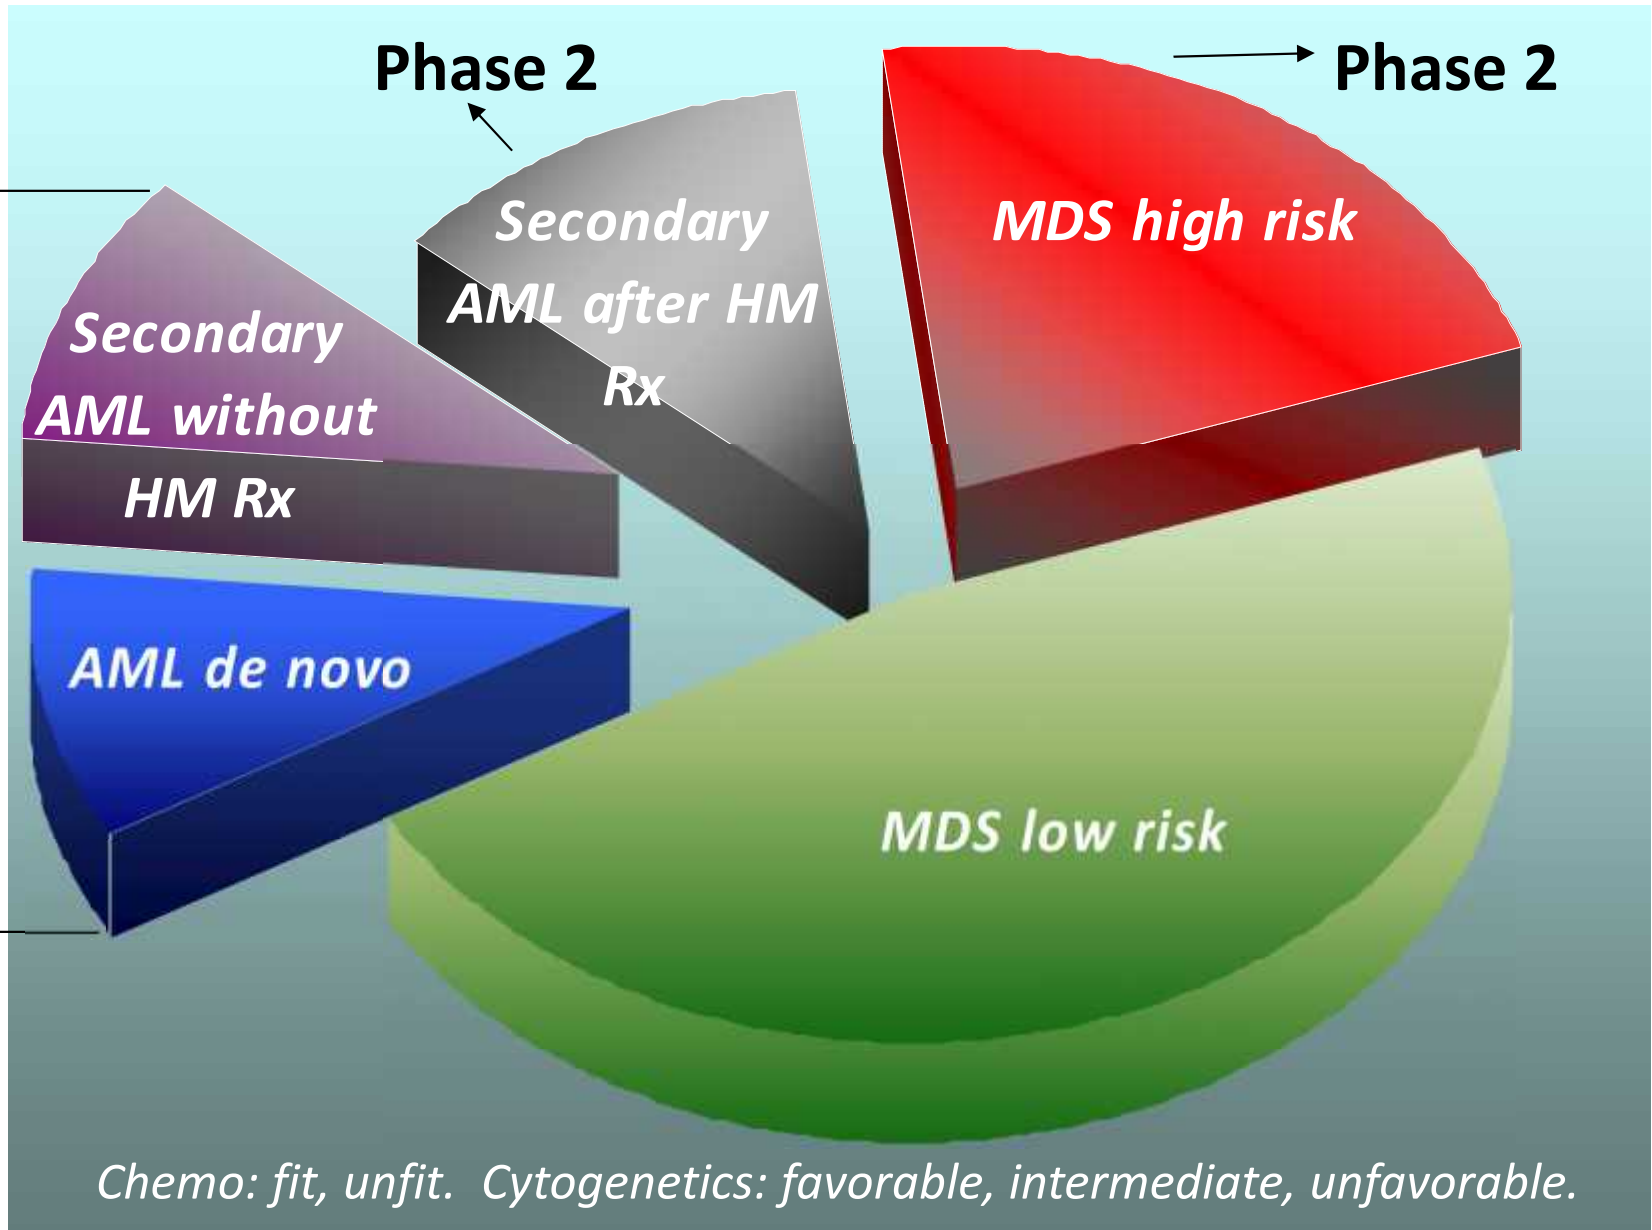 Phase 2
Phase 2
Secondary
AML after HM
Rx
MDS high risk
Secondary
AML without
HM Rx
AML de novo
MDS low risk
Chemo: fit, unfit.  Cytogenetics: favorable, intermediate, unfavorable.